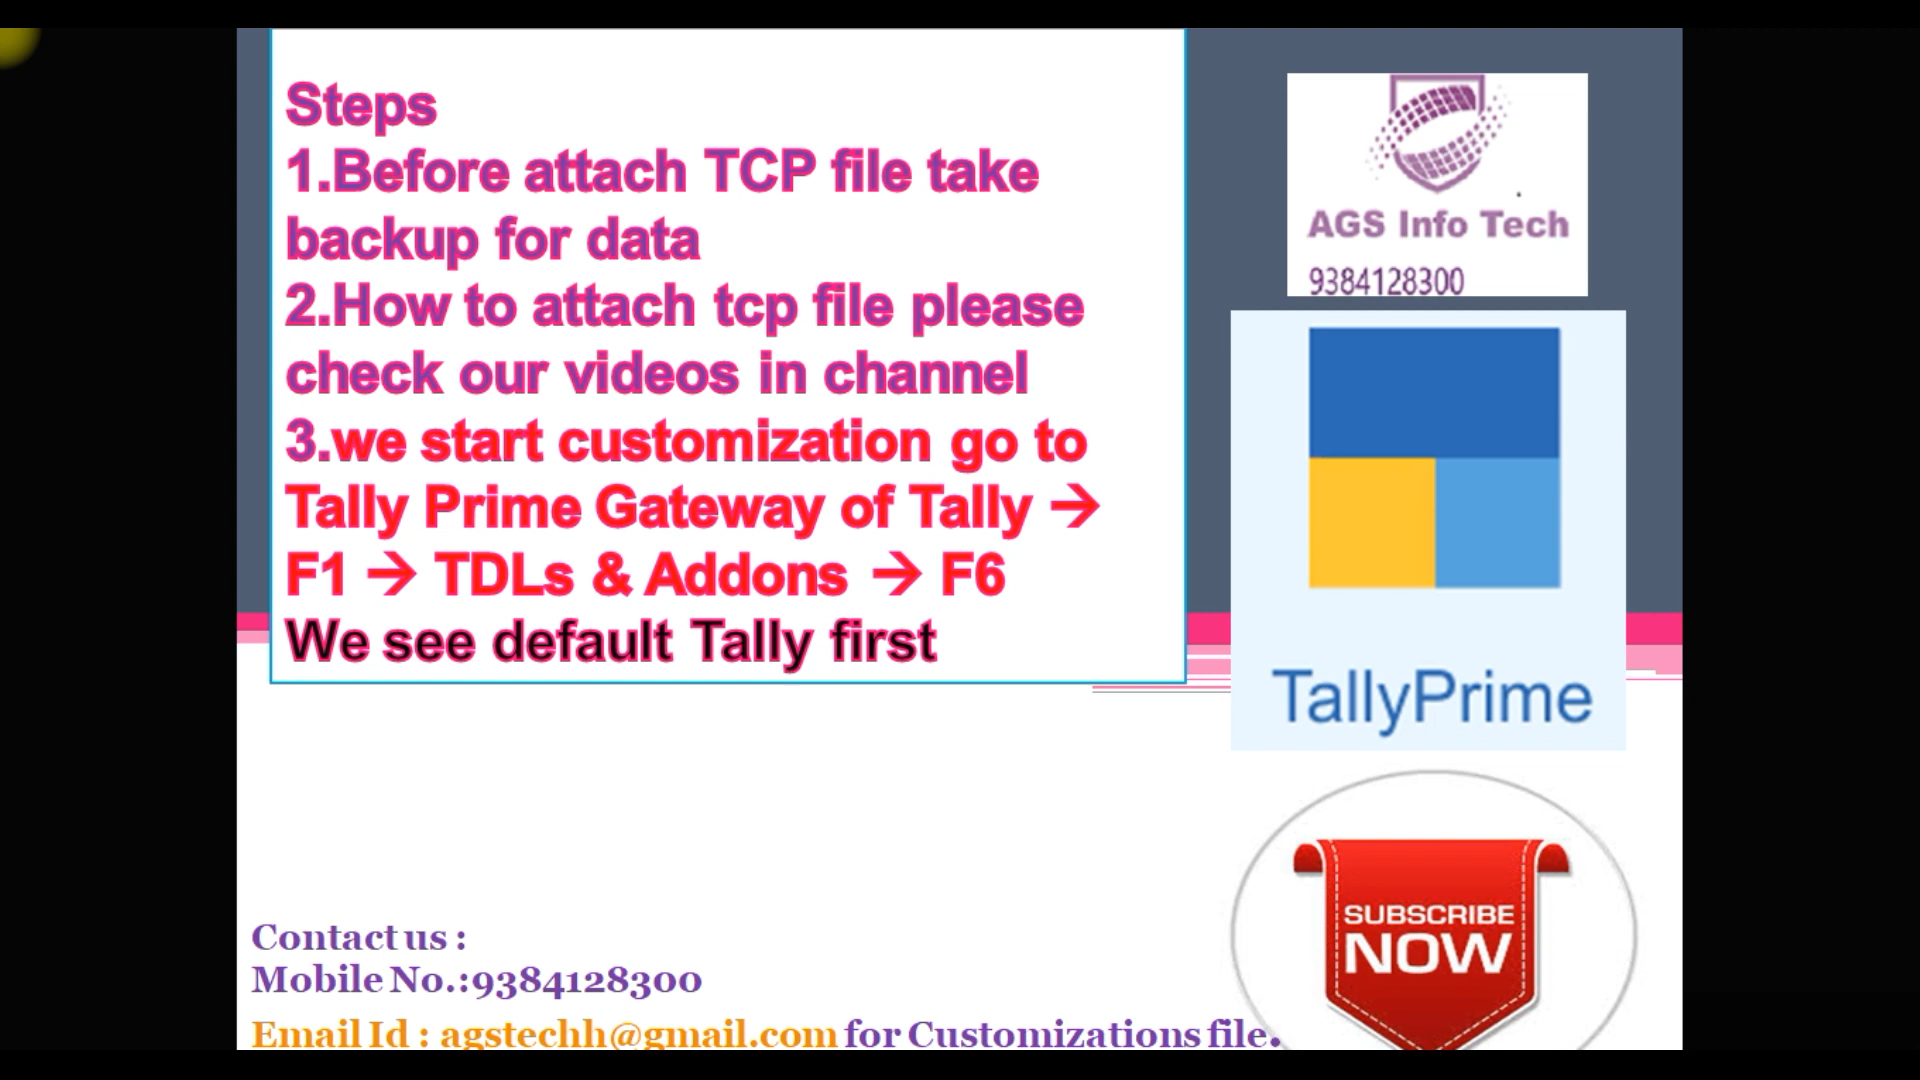 Steps
1.Before attach TCP file take
backup for data
2.How to attach tcp file please
check our videos in channel
3.we start customization go to
Tally Prime Gateway of Tally →
F1 → TDLs & Addons → F6
We see default Tally first
AGS Info Tech
9384128300
TallyPrime
SUBSCRIBE
NOW
Contact us :
Mobile No.:9384128300
Email Id : agstechh@gmail.com for Customizations file.